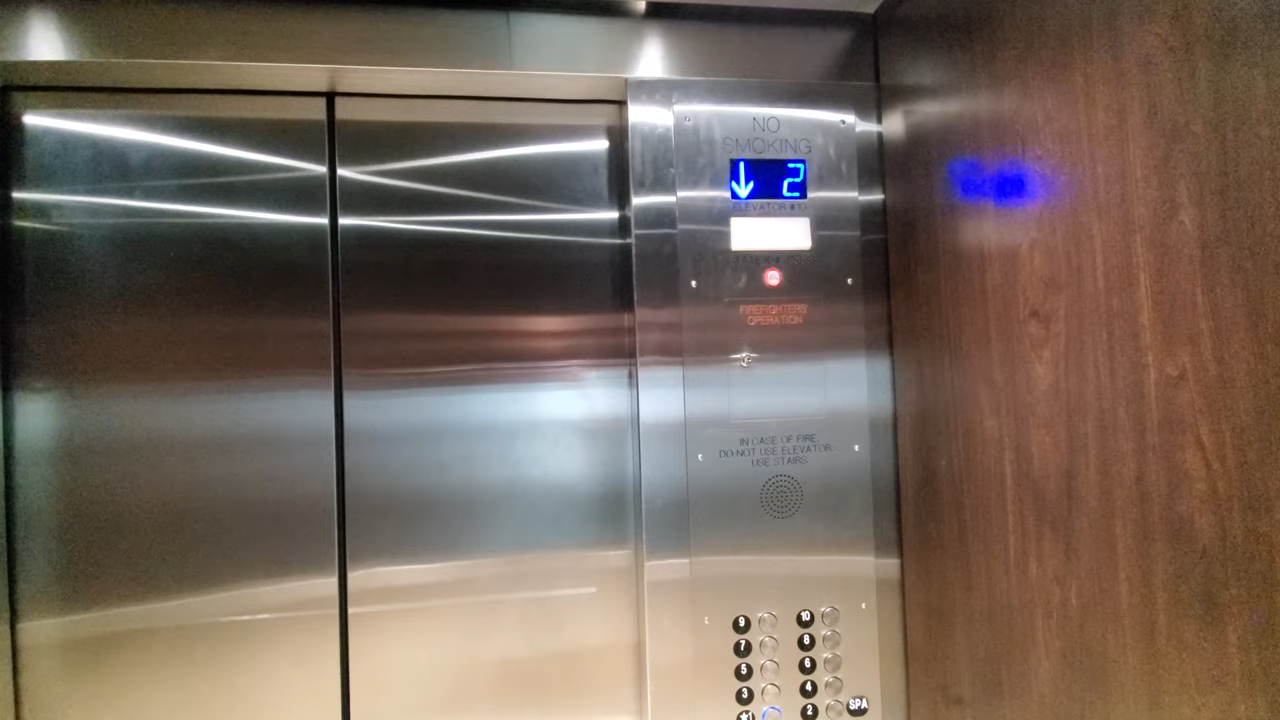 NO
SMOKING
↓ 2
ELEVATOR #10
FIREFIGHTERS'
OPERATION
IN CASE OF FIRE,
DO NOT USE ELEVATOR.
USE STAIRS
9 10
7 8
5 6
3 4
★1 2 SPA